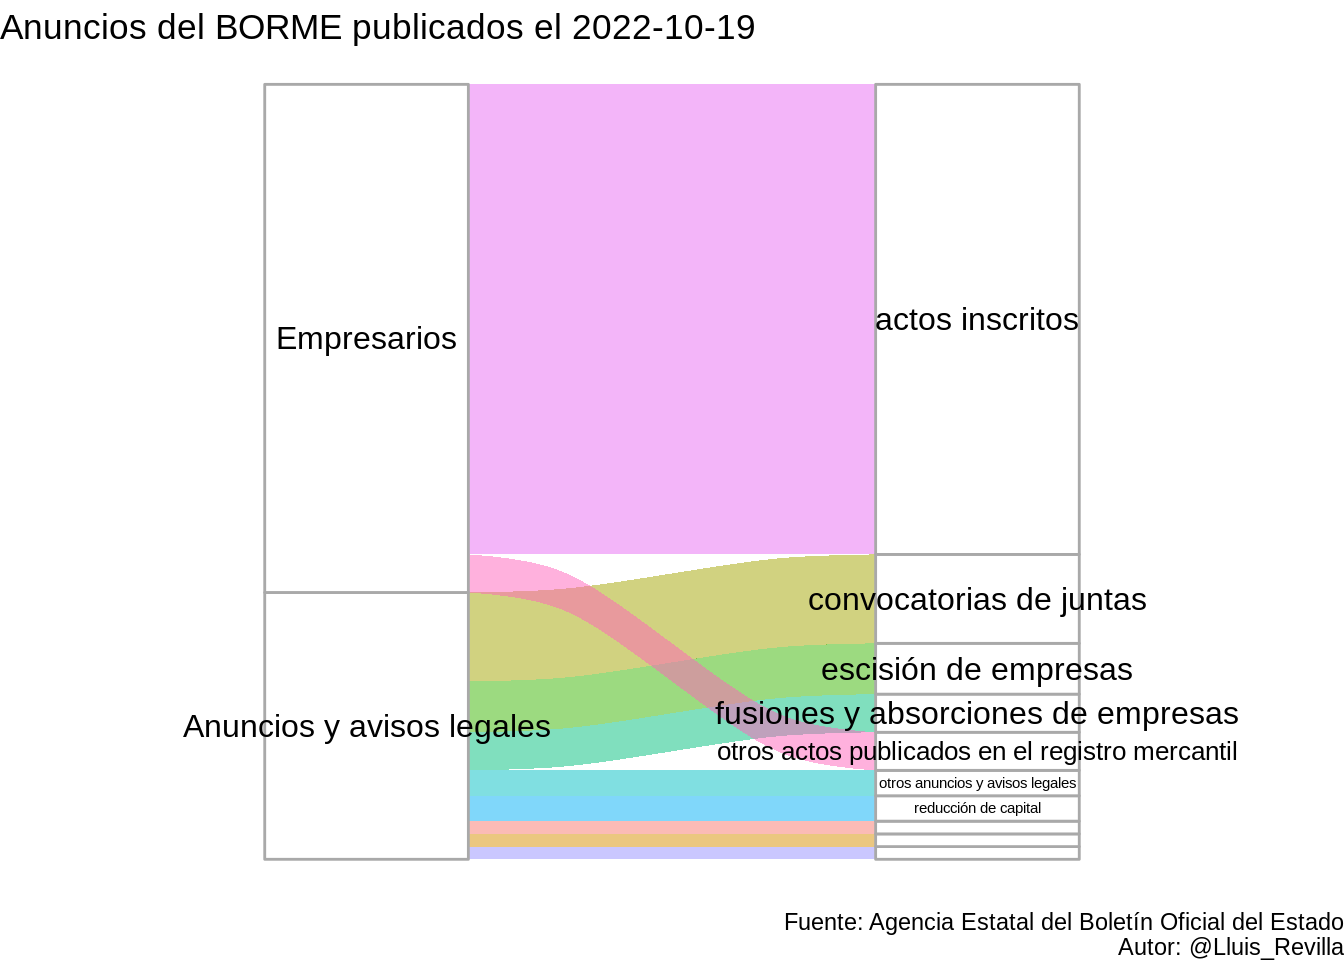 Anuncios del BORME publicados el 2022-10-19
Empresarios
actos inscritos
convocatorias de juntas
escisión de empresas
fusiones y absorciones de empresas
Anuncios y avisos legales
otros actos publicados en el registro mercantil
otros anuncios y avisos legales
reducción de capital
Fuente: Agencia Estatal del Boletín Oficial del Estado
Autor: @Lluis_Revilla